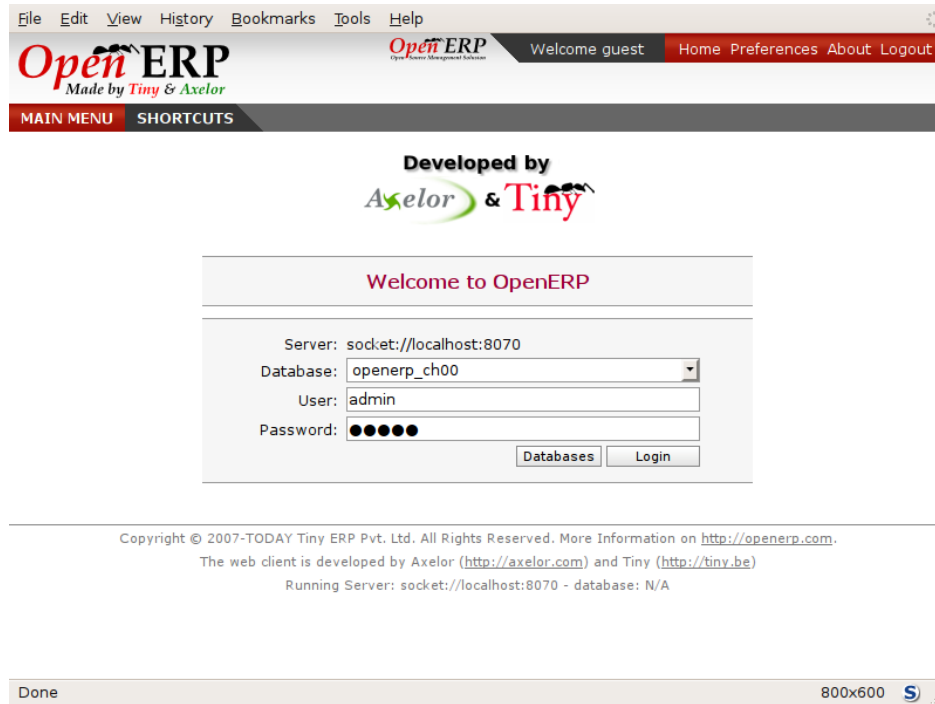 File Edit View History Bookmarks Tools Help
Open ERP
Made by Tiny & Axelor
Open ERP
Open Source Management Solution
Welcome guest
Home Preferences About Logout
MAIN MENU SHORTCUTS
Developed by
Axelor & Tiny
Welcome to OpenERP
Server: socket://localhost:8070
Database: openerp_ch00
User: admin
Password: ●●●●●
Databases Login
Copyright © 2007-TODAY Tiny ERP Pvt. Ltd. All Rights Reserved. More Information on http://openerp.com.
The web client is developed by Axelor (http://axelor.com) and Tiny (http://tiny.be)
Running Server: socket://localhost:8070 - database: N/A
Done 800x600 S